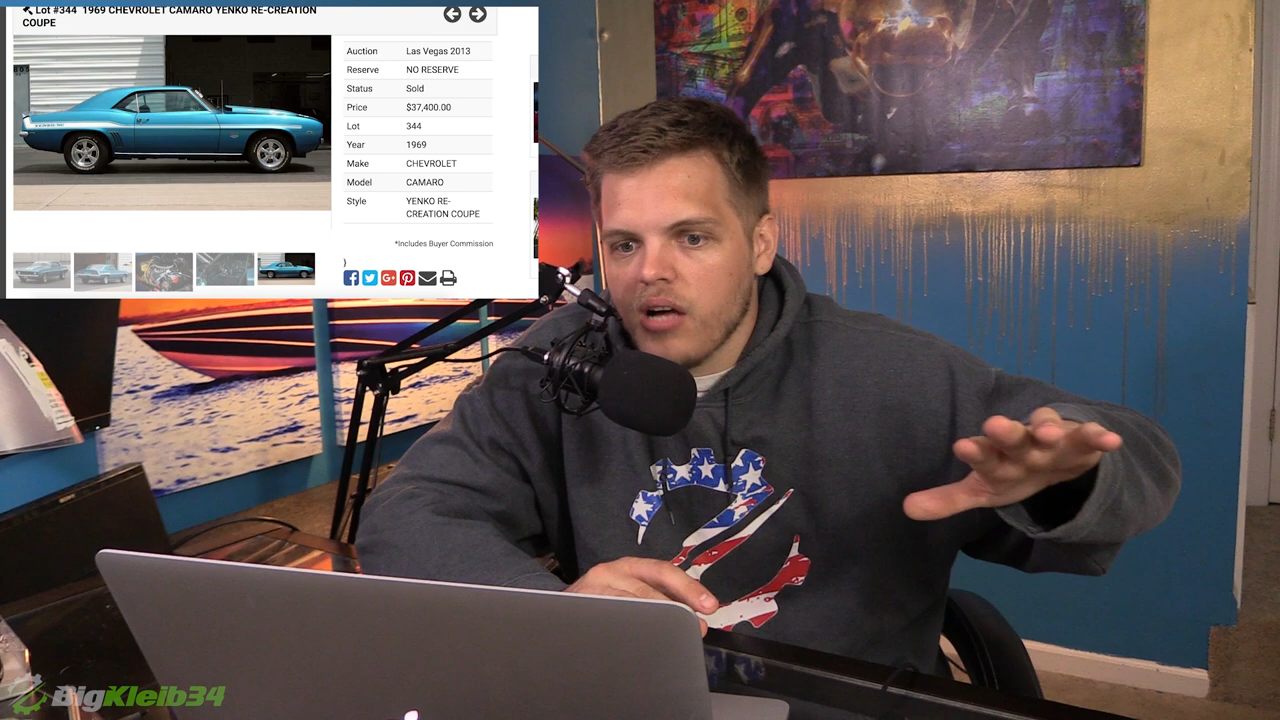 Lot #344 1969 CHEVROLET CAMARO YENKO RE-CREATION
COUPE
Auction Las Vegas 2013
Reserve NO RESERVE
Status Sold
Price $37,400.00
Lot 344
Year 1969
Make CHEVROLET
Model CAMARO
Style YENKO RE-
CREATION COUPE
*Includes Buyer Commission
)
BigKleib34